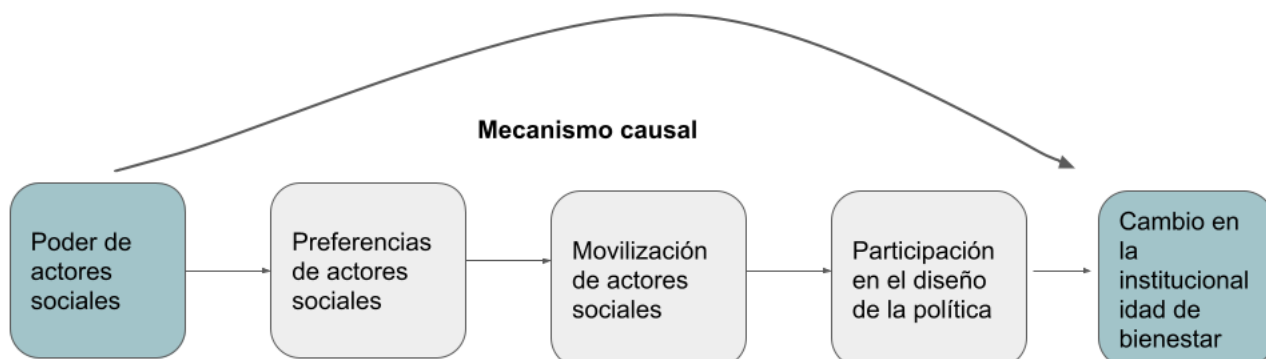 Mecanismo causal
Poder de
actores
sociales
Preferencias
de actores
sociales
Movilización
de actores
sociales
Participación
en el diseño
de la política
Cambio en
la
institucional
idad de
bienestar